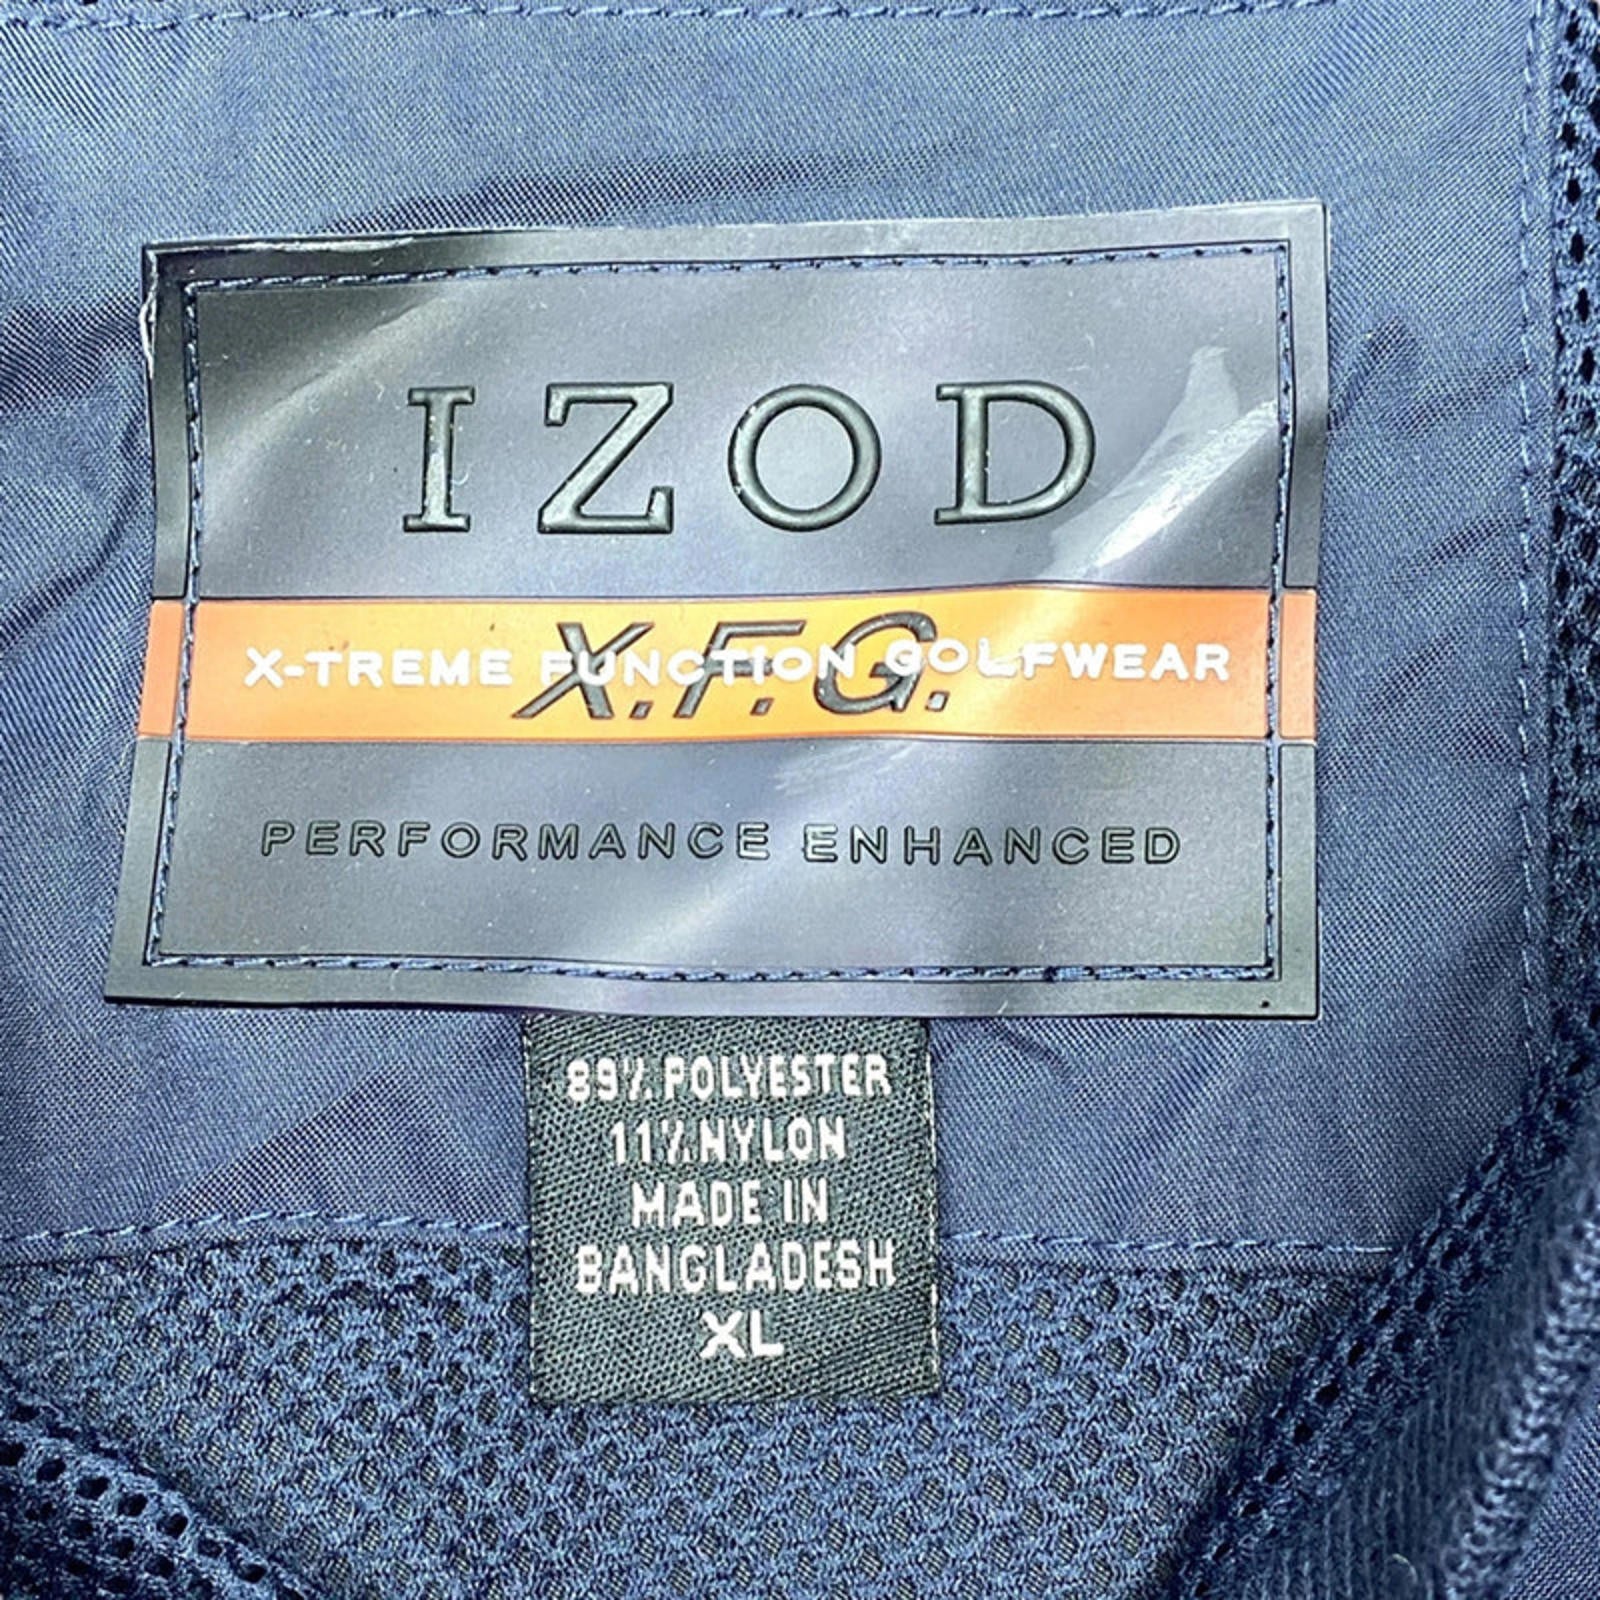 IZOD
X.F.G.
X-TREME FUNCTION GOLFWEAR
PERFORMANCE ENHANCED
89% POLYESTER
11% NYLON
MADE IN
BANGLADESH
XL